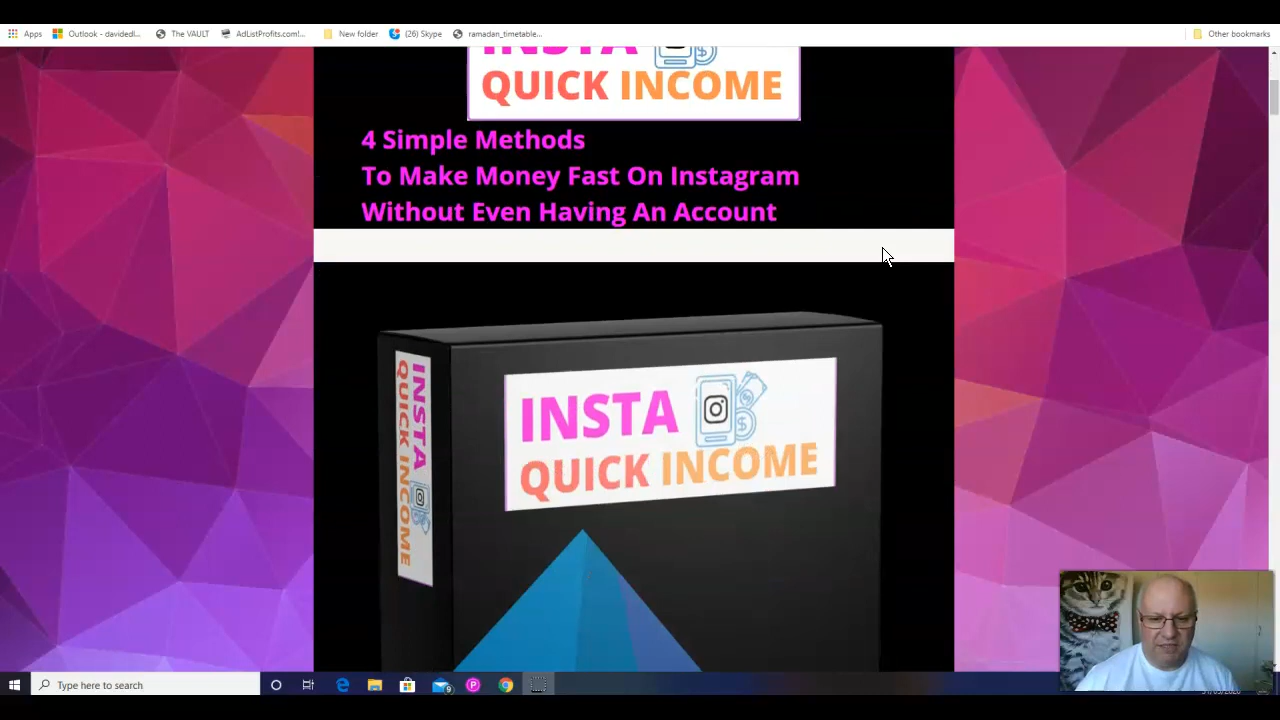 Apps
Outlook - davidedl...
The VAULT
AdListProfits.com!...
New folder
(26) Skype
ramadan_timetable...
Other bookmarks
INSTA
QUICK INCOME
4 Simple Methods
To Make Money Fast On Instagram
Without Even Having An Account
INSTA
QUICK INCOME
INSTA
QUICK INCOME
Type here to search